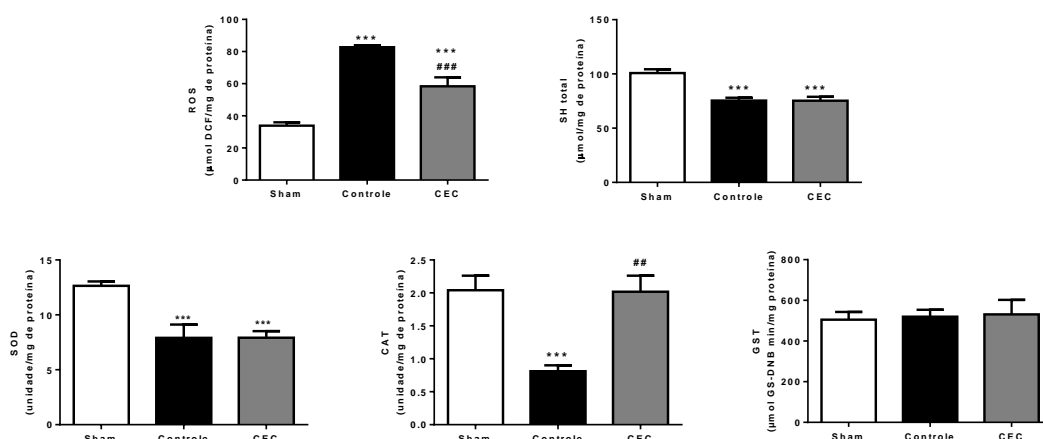 ROS
(µmol DCF/mg de proteína)
100
80
60
40
20
0
***
***
###
Sham Controle CEC
SH total
(µmol/mg de proteína)
150
100
50
0
*** ***
Sham Controle CEC
SOD
(unidade/mg de proteína)
15
10
5
0
*** ***
Sham Controle CEC
CAT
(unidade/mg de proteína)
2.5
2.0
1.5
1.0
0.5
0.0
***
##
Sham Controle CEC
GST
(µmol GS-DNB min/mg proteína)
800
600
400
200
0
Sham Controle CEC